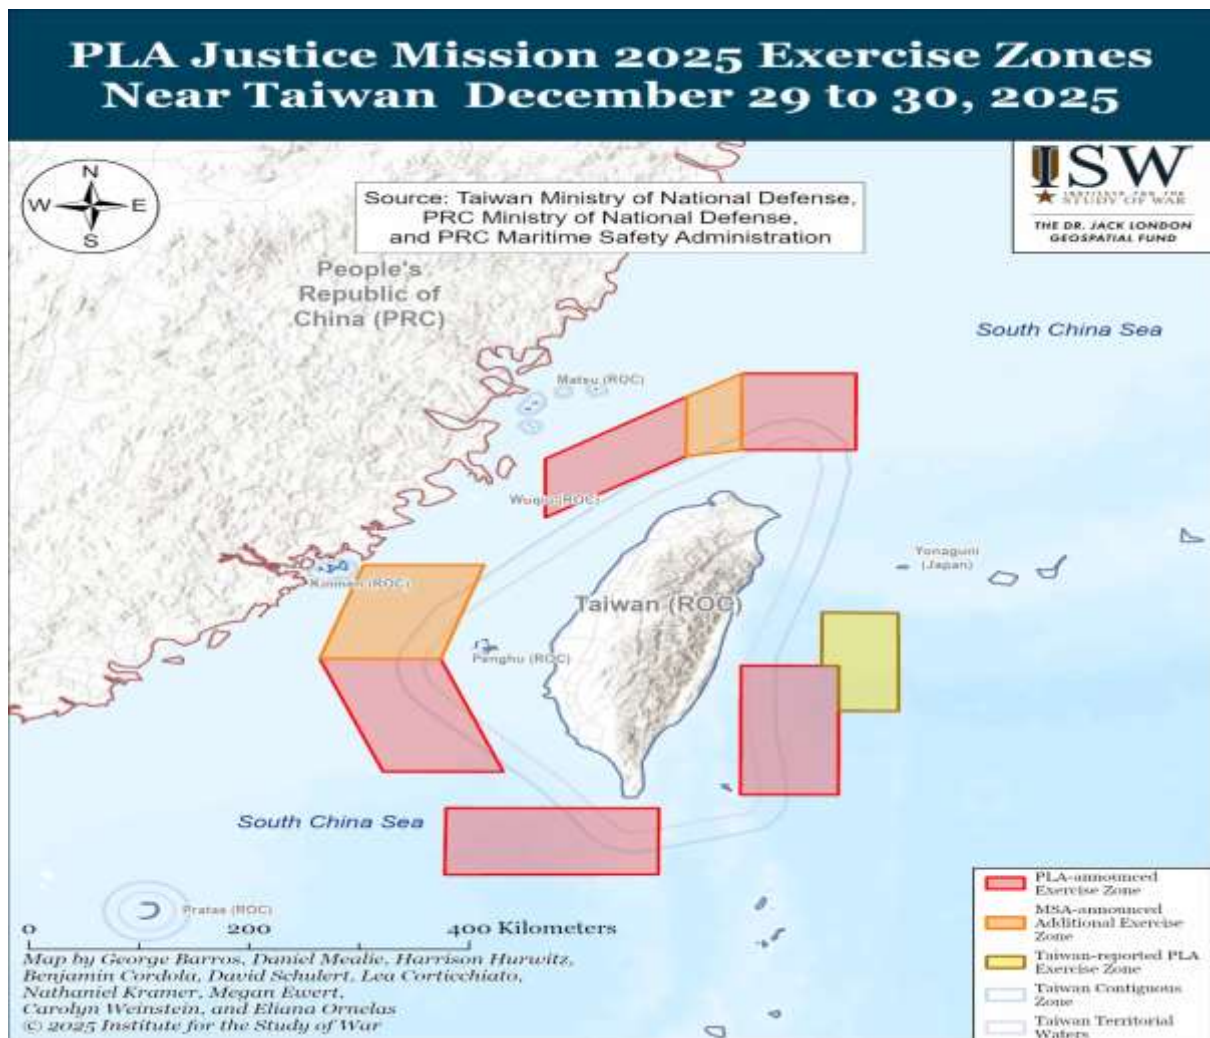 PLA Justice Mission 2025 Exercise Zones
Near Taiwan December 29 to 30, 2025
N
W
E
S
Source: Taiwan Ministry of National Defense,
PRC Ministry of National Defense,
and PRC Maritime Safety Administration
ISW
INSTITUTE FOR THE
STUDY OF WAR
THE DR. JACK LONDON
GEOSPATIAL FUND
People's
Republic of
China (PRC)
South China Sea
Matsu (ROC)
Wuqiu (ROC)
Yonaguni
(Japan)
Kinmen (ROC)
Taiwan (ROC)
Penghu (ROC)
South China Sea
Pratas (ROC)
0
200
400 Kilometers
Map by George Barros, Daniel Mealie, Harrison Hurwitz,
Benjamin Cordola, David Schulert, Lea Corticchiato,
Nathaniel Kramer, Megan Ewert,
Carolyn Weinstein, and Eliana Ornelas
© 2025 Institute for the Study of War
PLA-announced
Exercise Zone
MSA-announced
Additional Exercise
Zone
Taiwan-reported PLA
Exercise Zone
Taiwan Contiguous
Zone
Taiwan Territorial
Waters